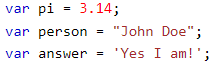 var pi = 3.14;
var person = "John Doe";
var answer = 'Yes I am!';